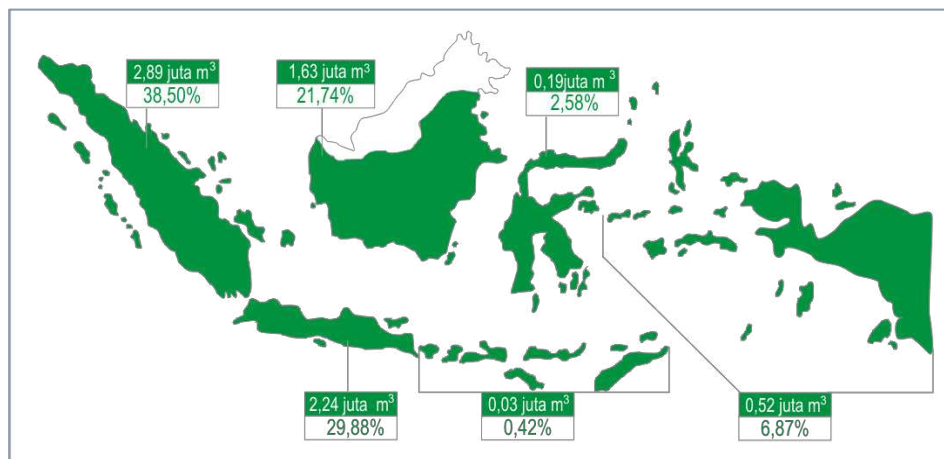 2,89 juta m³
38,50%
1,63 juta m³
21,74%
0,19juta m³
2,58%
2,24 juta m³
29,88%
0,03 juta m³
0,42%
0,52 juta m³
6,87%